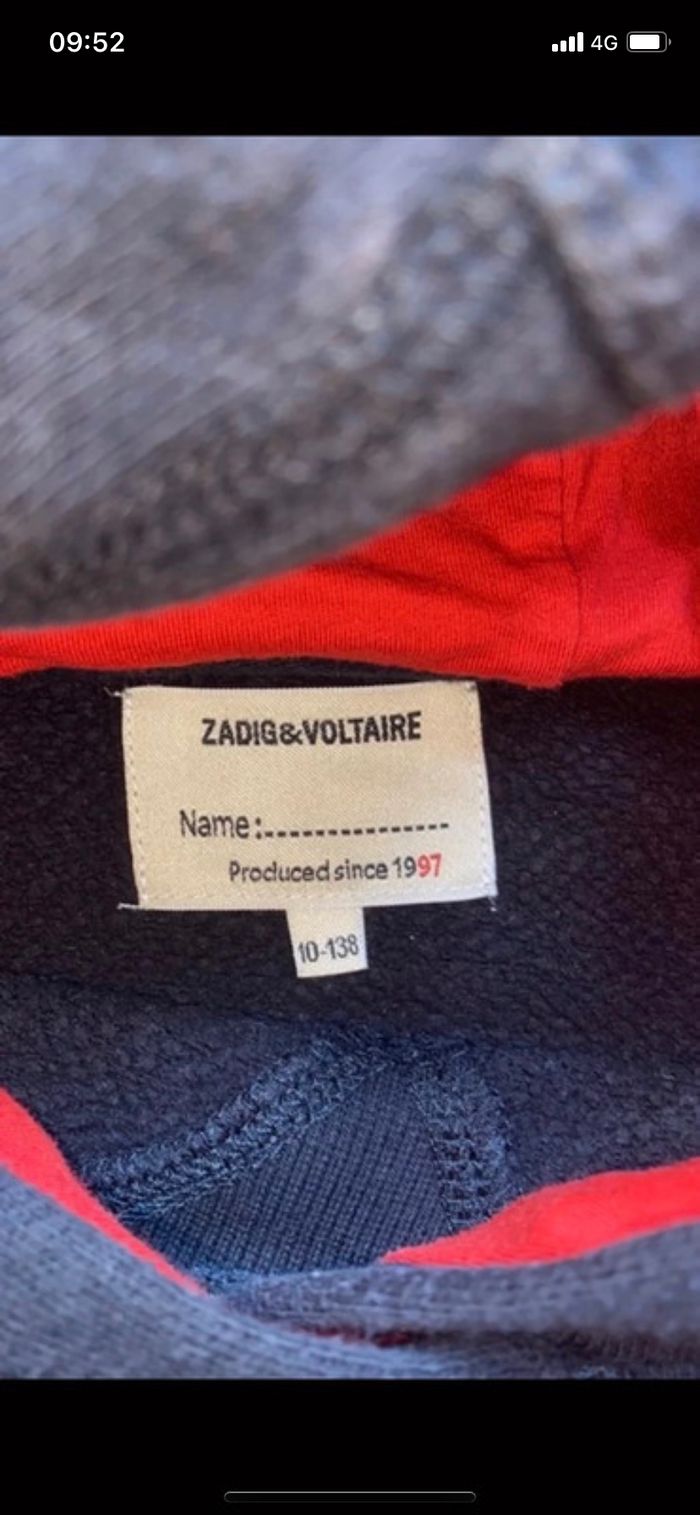 09:52
4G
ZADIG&VOLTAIRE
Name:----------------
Produced since 1997
10-138